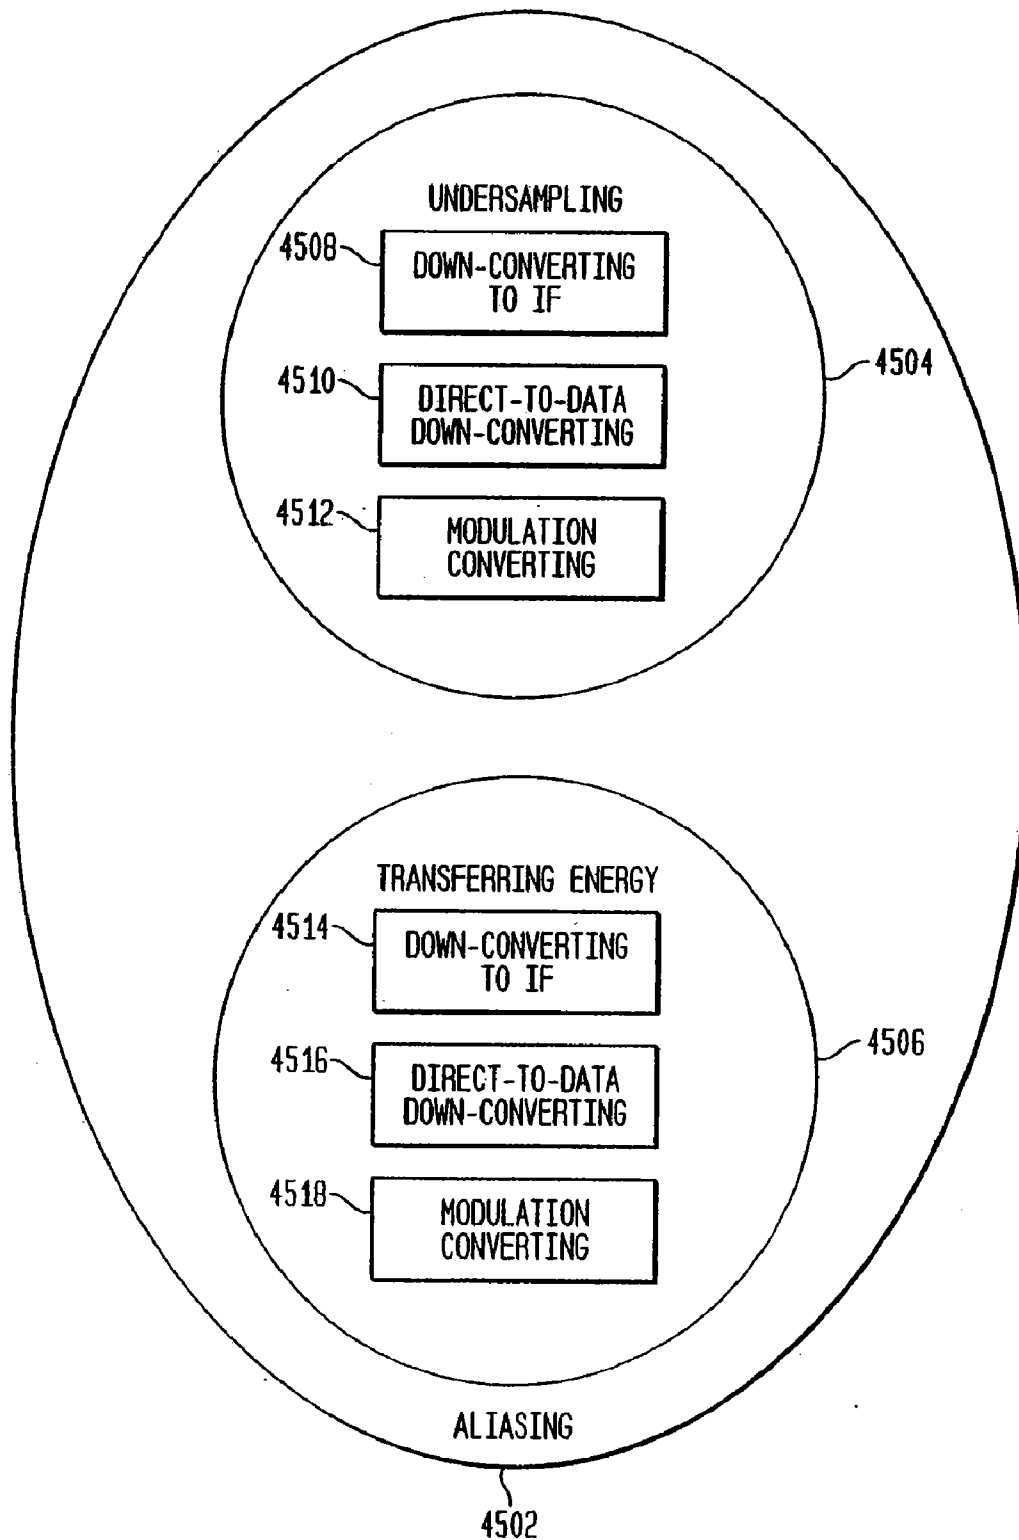 UNDERSAMPLING
4508
DOWN-CONVERTING
TO IF
4504
4510
DIRECT-TO-DATA
DOWN-CONVERTING
4512
MODULATION
CONVERTING
TRANSFERRING ENERGY
4514
DOWN-CONVERTING
TO IF
4506
4516
DIRECT-TO-DATA
DOWN-CONVERTING
4518
MODULATION
CONVERTING
ALIASING
4502